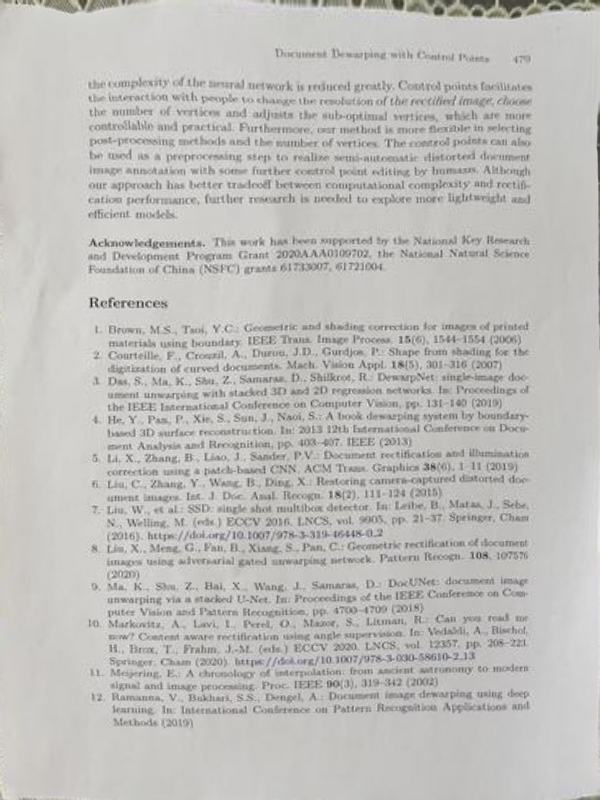 Document Dewarping with Control Points 479
the complexity of the neural network is reduced greatly. Control points facilitates
the interaction with people to change the resolution of the rectified image, choose
the number of vertices and adjusts the sub-optimal vertices, which are more
controllable and practical. Furthermore, our method is more flexible in selecting
post-processing methods and the number of vertices. The control points can also
be used as a preprocessing step to realize semi-automatic distorted document
image annotation with some further control point editing by humans. Although
our approach has better tradeoff between computational complexity and rectifi-
cation performance, further research is needed to explore more lightweight and
efficient models.
Acknowledgements. This work has been supported by the National Key Research
and Development Program Grant 2020AAA0109702, the National Natural Science
Foundation of China (NSFC) grants 61733007, 61721004.
References
1. Brown, M.S., Tsoi, Y.C.: Geometric and shading correction for images of printed
materials using boundary. IEEE Trans. Image Process. 15(6), 1544–1554 (2006)
2. Courteille, F., Crouzil, A., Durou, J.D., Gurdjos, P.: Shape from shading for the
digitization of curved documents. Mach. Vision Appl. 18(5), 301–316 (2007)
3. Das, S., Ma, K., Shu, Z., Samaras, D., Shilkrot, R.: DewarpNet: single-image doc-
ument unwarping with stacked 3D and 2D regression networks. In: Proceedings of
the IEEE International Conference on Computer Vision, pp. 131–140 (2019)
4. He, Y., Pan, P., Xie, S., Sun, J., Naoi, S.: A book dewarping system by boundary-
based 3D surface reconstruction. In: 2013 12th International Conference on Docu-
ment Analysis and Recognition, pp. 403–407. IEEE (2013)
5. Li, X., Zhang, B., Liao, J., Sander, P.V.: Document rectification and illumination
correction using a patch-based CNN. ACM Trans. Graphics 38(6), 1–11 (2019)
6. Liu, C., Zhang, Y., Wang, B., Ding, X.: Restoring camera-captured distorted doc-
ument images. Int. J. Doc. Anal. Recogn. 18(2), 111–124 (2015)
7. Liu, W., et al.: SSD: single shot multibox detector. In: Leibe, B., Matas, J., Sebe,
N., Welling, M. (eds.) ECCV 2016. LNCS, vol. 9905, pp. 21–37. Springer, Cham
(2016). https://doi.org/10.1007/978-3-319-46448-0_2
8. Liu, X., Meng, G., Fan, B., Xiang, S., Pan, C.: Geometric rectification of document
images using adversarial gated unwarping network. Pattern Recogn. 108, 107576
(2020)
9. Ma, K., Shu, Z., Bai, X., Wang, J., Samaras, D.: DocUNet: document image
unwarping via a stacked U-Net. In: Proceedings of the IEEE Conference on Com-
puter Vision and Pattern Recognition, pp. 4700–4709 (2018)
10. Markovitz, A., Lavi, I., Perel, O., Mazor, S., Litman, R.: Can you read me
now? Content aware rectification using angle supervision. In: Vedaldi, A., Bischof,
H., Brox, T., Frahm, J.-M. (eds.) ECCV 2020. LNCS, vol. 12357, pp. 208–223.
Springer, Cham (2020). https://doi.org/10.1007/978-3-030-58610-2_13
11. Meijering, E.: A chronology of interpolation: from ancient astronomy to modern
signal and image processing. Proc. IEEE 90(3), 319–342 (2002)
12. Ramanna, V., Bukhari, S.S., Dengel, A.: Document image dewarping using deep
learning. In: International Conference on Pattern Recognition Applications and
Methods (2019)